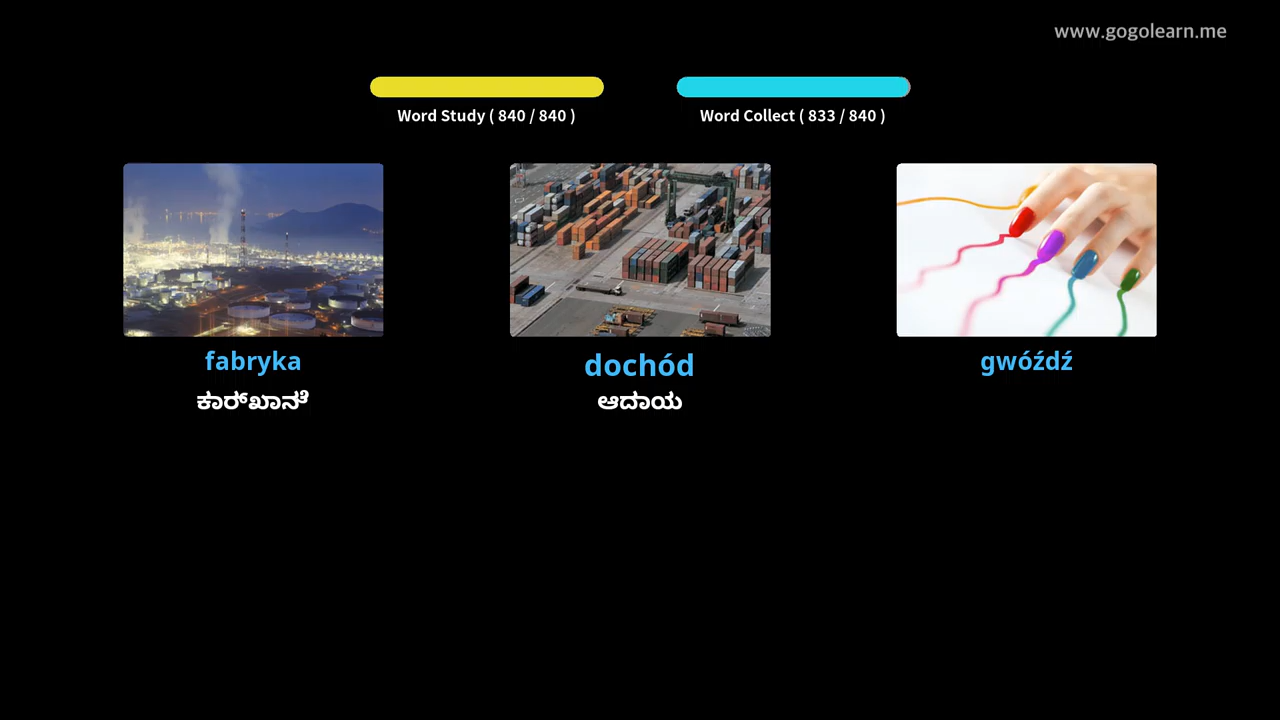 www.gogolearn.me
Word Study ( 840 / 840 )
Word Collect ( 833 / 840 )
fabryka
dochód
gwóźdź
ಕಾರ್ಖಾನೆ
ಆದಾಯ